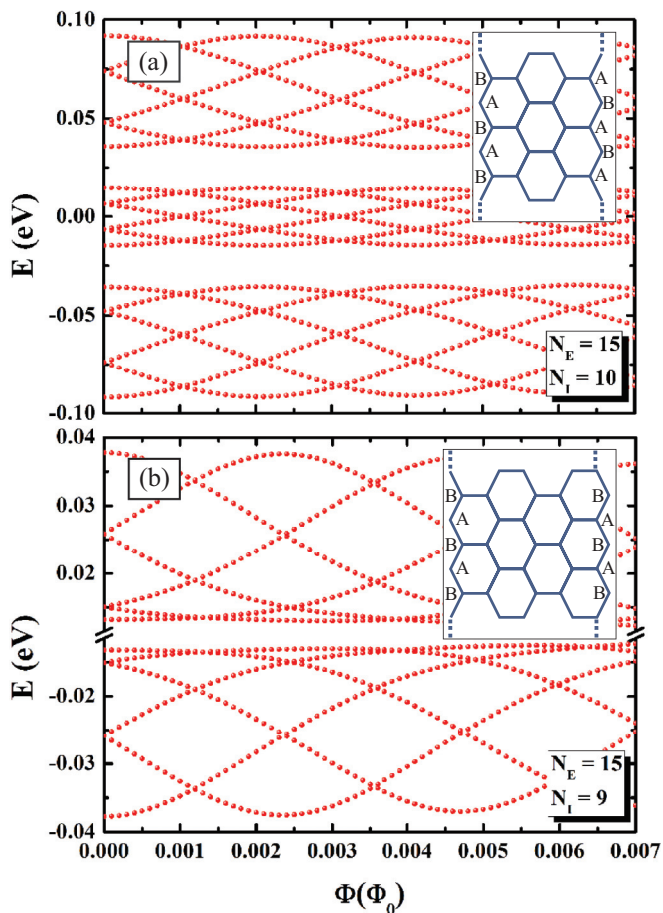 0.10
0.05
0.00
-0.05
-0.10
E (eV)
(a)
B A
A B
B A
A B
B A
N_E = 15
N_I = 10
0.04
0.03
0.02
-0.02
-0.03
-0.04
E (eV)
(b)
B B
A A
B B
A A
B B
N_E = 15
N_I = 9
0.000 0.001 0.002 0.003 0.004 0.005 0.006 0.007
Φ(Φ_0)